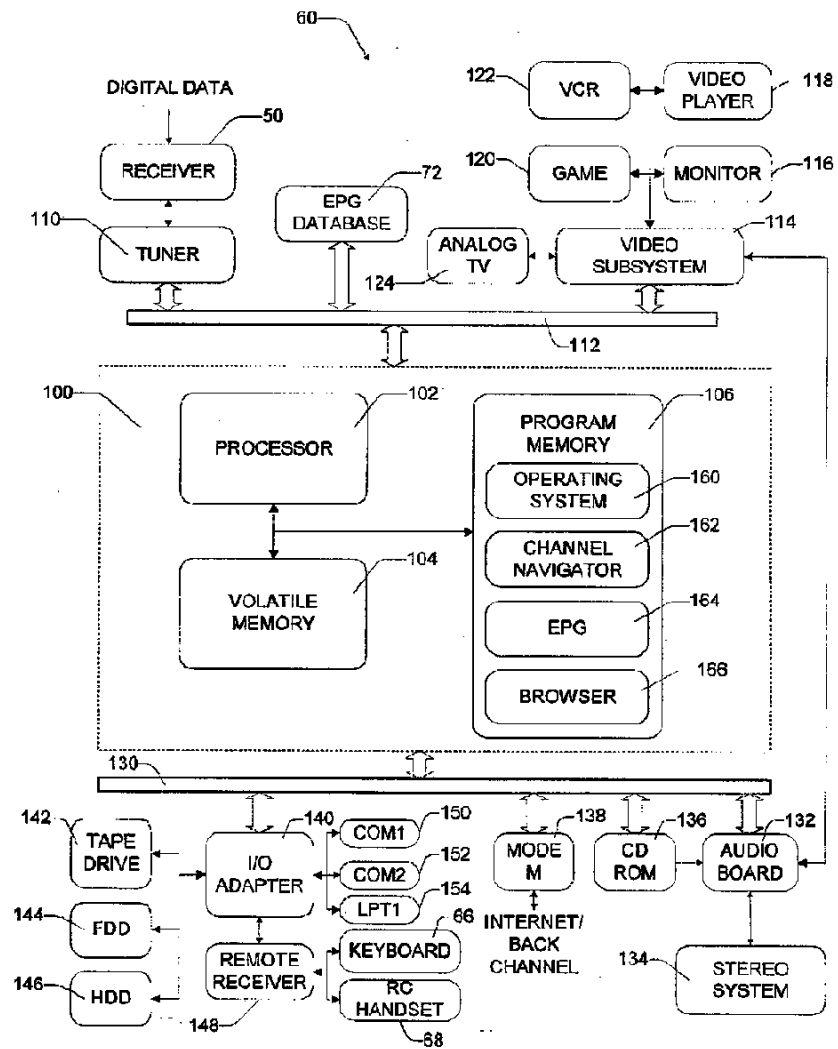 60
DIGITAL DATA
50
RECEIVER
110
TUNER
72
EPG
DATABASE
122
VCR
VIDEO
PLAYER
118
120
GAME
MONITOR
116
114
ANALOG
TV
124
VIDEO
SUBSYSTEM
112
100
102
PROCESSOR
104
VOLATILE
MEMORY
106
PROGRAM
MEMORY
OPERATING
SYSTEM
160
162
CHANNEL
NAVIGATOR
164
EPG
166
BROWSER
130
142
TAPE
DRIVE
144
FDD
146
HDD
140
I/O
ADAPTER
REMOTE
RECEIVER
148
COM1
150
COM2
152
LPT1
154
66
KEYBOARD
RC
HANDSET
68
138
MODE
M
INTERNET/
BACK
CHANNEL
136
CD
ROM
132
AUDIO
BOARD
134
STEREO
SYSTEM